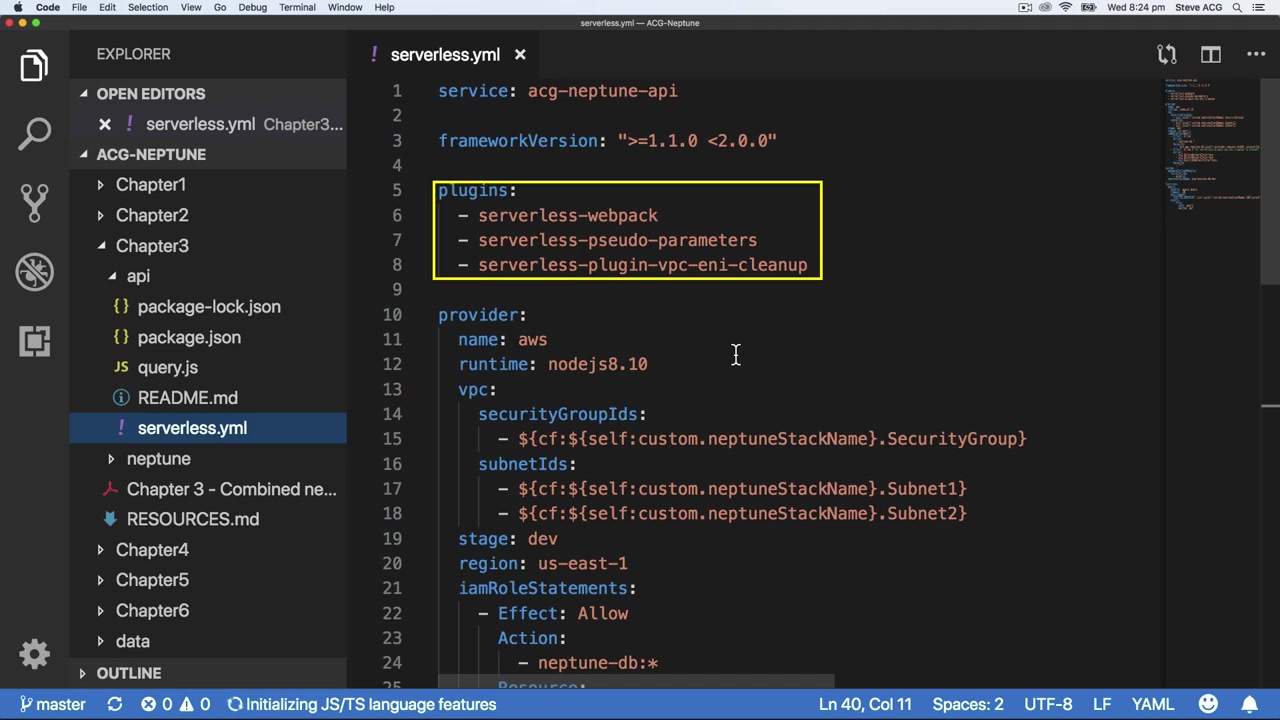 Code File Edit Selection View Go Debug Terminal Window Help Wed 8:24 pm Steve ACG
serverless.yml — ACG-Neptune
EXPLORER
OPEN EDITORS
serverless.yml Chapter3...
ACG-NEPTUNE
Chapter1
Chapter2
Chapter3
api
{} package-lock.json
{} package.json
JS query.js
README.md
! serverless.yml
neptune
Chapter 3 - Combined ne...
RESOURCES.md
Chapter4
Chapter5
Chapter6
data
OUTLINE
! serverless.yml
1 service: acg-neptune-api
2
3 frameworkVersion: ">=1.1.0 <2.0.0"
4
5 plugins:
6 - serverless-webpack
7 - serverless-pseudo-parameters
8 - serverless-plugin-vpc-eni-cleanup
9
10 provider:
11 name: aws
12 runtime: nodejs8.10
13 vpc:
14 securityGroupIds:
15 - ${cf:${self:custom.neptuneStackName}.SecurityGroup}
16 subnetIds:
17 - ${cf:${self:custom.neptuneStackName}.Subnet1}
18 - ${cf:${self:custom.neptuneStackName}.Subnet2}
19 stage: dev
20 region: us-east-1
21 iamRoleStatements:
22 - Effect: Allow
23 Action:
24 - neptune-db:*
25 Resource:
master 0 0 Initializing JS/TS language features Ln 40, Col 11 Spaces: 2 UTF-8 LF YAML